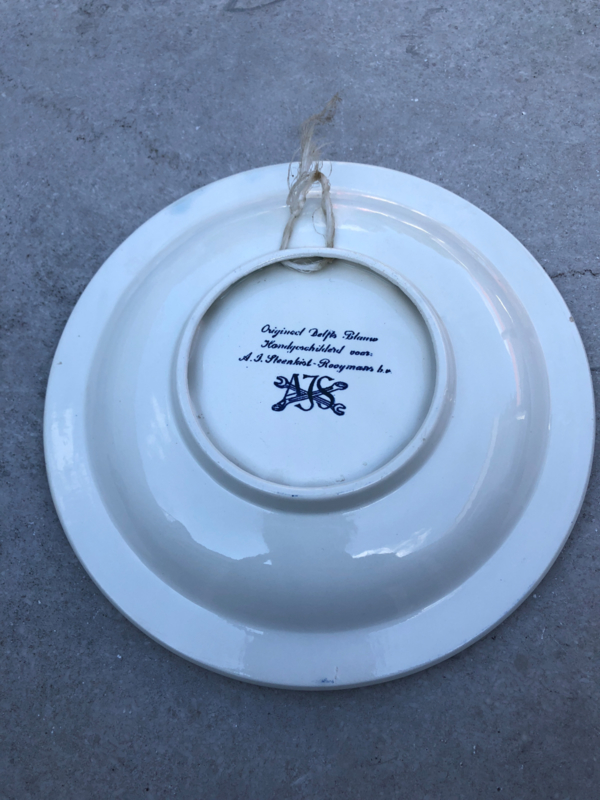 Origineel Delfts Blauw
Handgeschilderd voor:
A.J. Steenkist-Rooymans b.v.
AJS